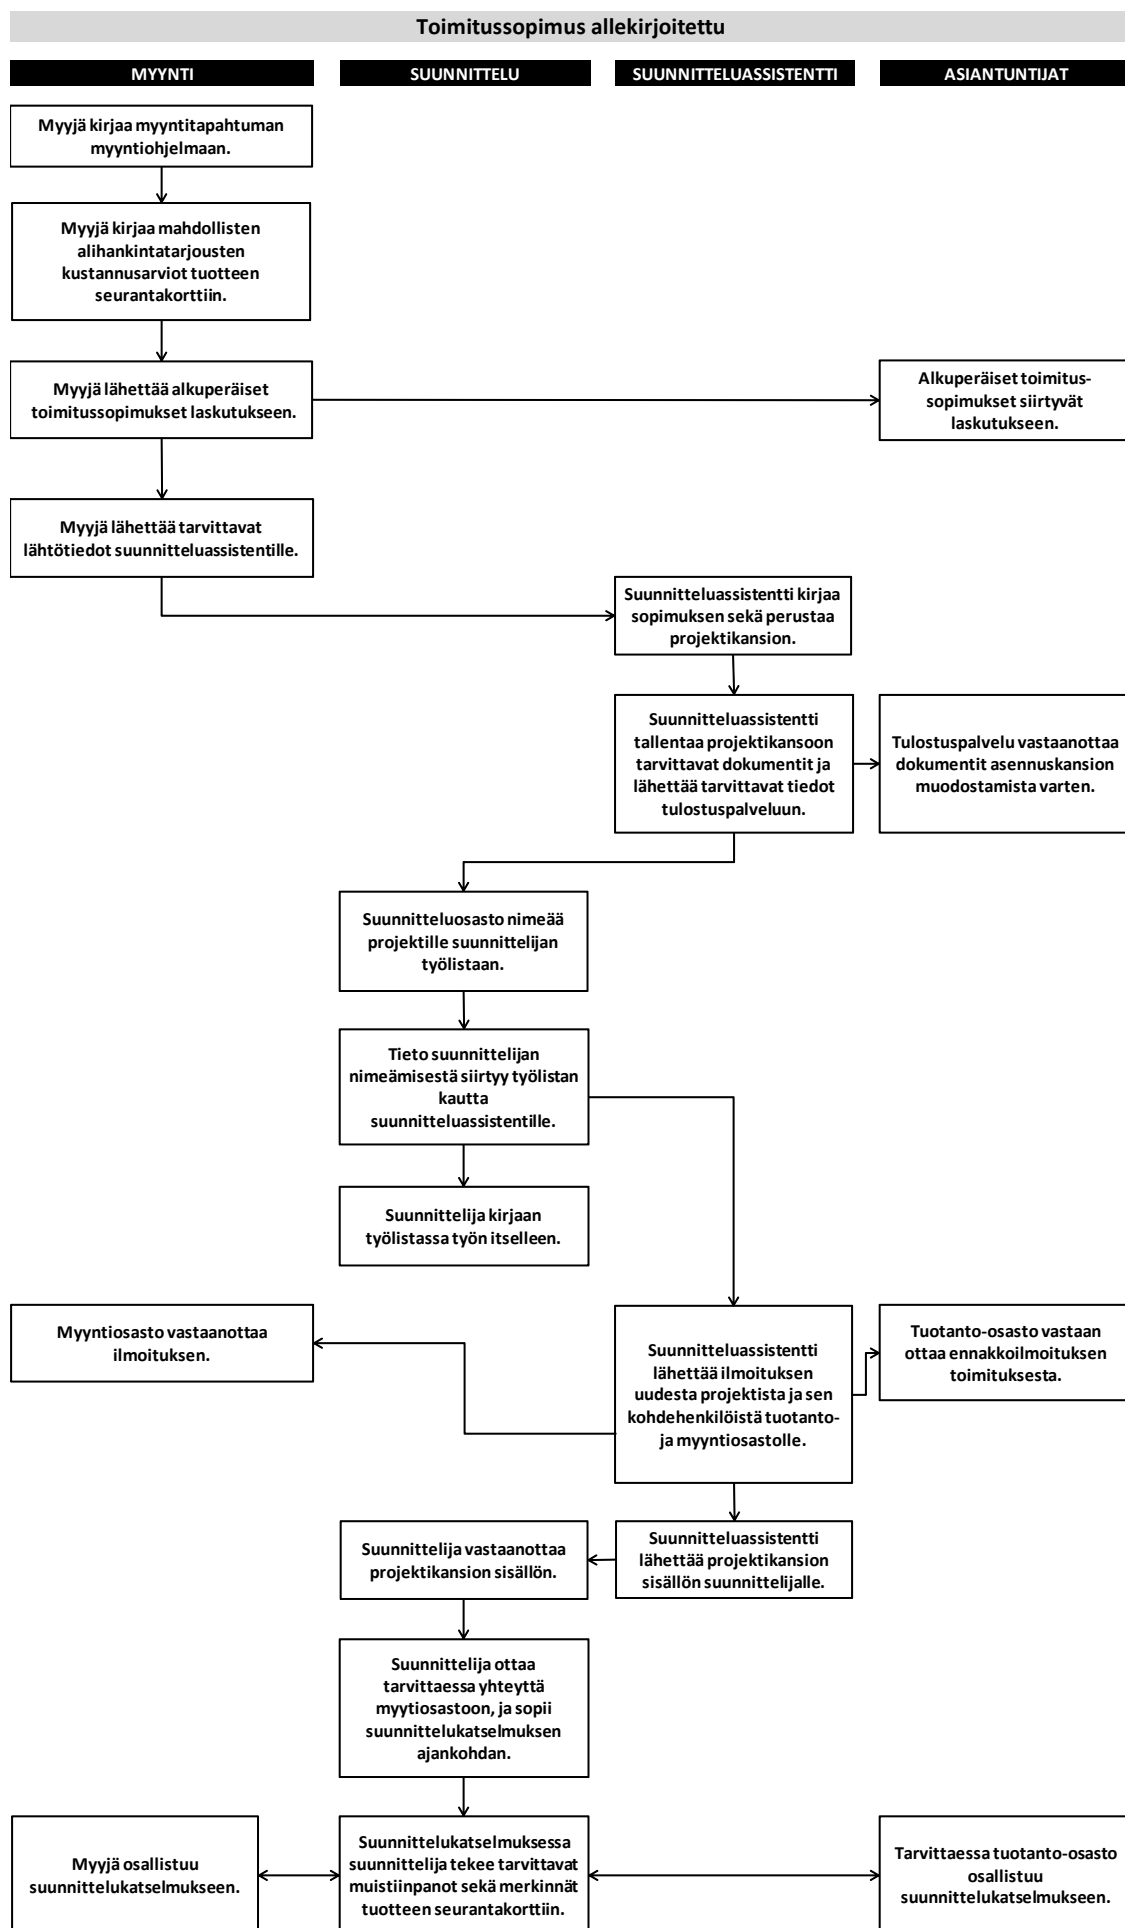 Toimitussopimus allekirjoitettu
MYYNTI
SUUNNITTELU
SUUNNITTELUASSISTENTTI
ASIANTUNTIJAT
Myyjä kirjaa myyntitapahtuman
myyntiohjelmaan.
Myyjä kirjaa mahdollisten
alihankintatarjousten
kustannusarviot tuotteen
seurantakorttiin.
Myyjä lähettää alkuperäiset
toimitussopimukset laskutukseen.
Alkuperäiset toimitus-
sopimukset siirtyvät
laskutukseen.
Myyjä lähettää tarvittavat
lähtötiedot suunnitteluassistentille.
Suunnitteluassistentti kirjaa
sopimuksen sekä perustaa
projektikansion.
Suunnitteluassistentti
tallentaa projektikansoon
tarvittavat dokumentit ja
lähettää tarvittavat tiedot
tulostuspalveluun.
Tulostuspalvelu vastaanottaa
dokumentit asennuskansion
muodostamista varten.
Suunnitteluosasto nimeää
projektille suunnittelijan
työlistaan.
Tieto suunnittelijan
nimeämisestä siirtyy työlistan
kautta
suunnitteluassistentille.
Suunnittelija kirjaan
työlistassa työn itselleen.
Myyntiosasto vastaanottaa
ilmoituksen.
Suunnitteluassistentti
lähettää ilmoituksen
uudesta projektista ja sen
kohdehenkilöistä tuotanto-
ja myyntiosastolle.
Tuotanto-osasto vastaan
ottaa ennakkoilmoituksen
toimituksesta.
Suunnittelija vastaanottaa
projektikansion sisällön.
Suunnitteluassistentti
lähettää projektikansion
sisällön suunnittelijalle.
Suunnittelija ottaa
tarvittaessa yhteyttä
myytiosastoon, ja sopii
suunnittelukatselmuksen
ajankohdan.
Myyjä osallistuu
suunnittelukatselmukseen.
Suunnittelukatselmuksessa
suunnittelija tekee tarvittavat
muistiinpanot sekä merkinnät
tuotteen seurantakorttiin.
Tarvittaessa tuotanto-osasto
osallistuu
suunnittelukatselmukseen.